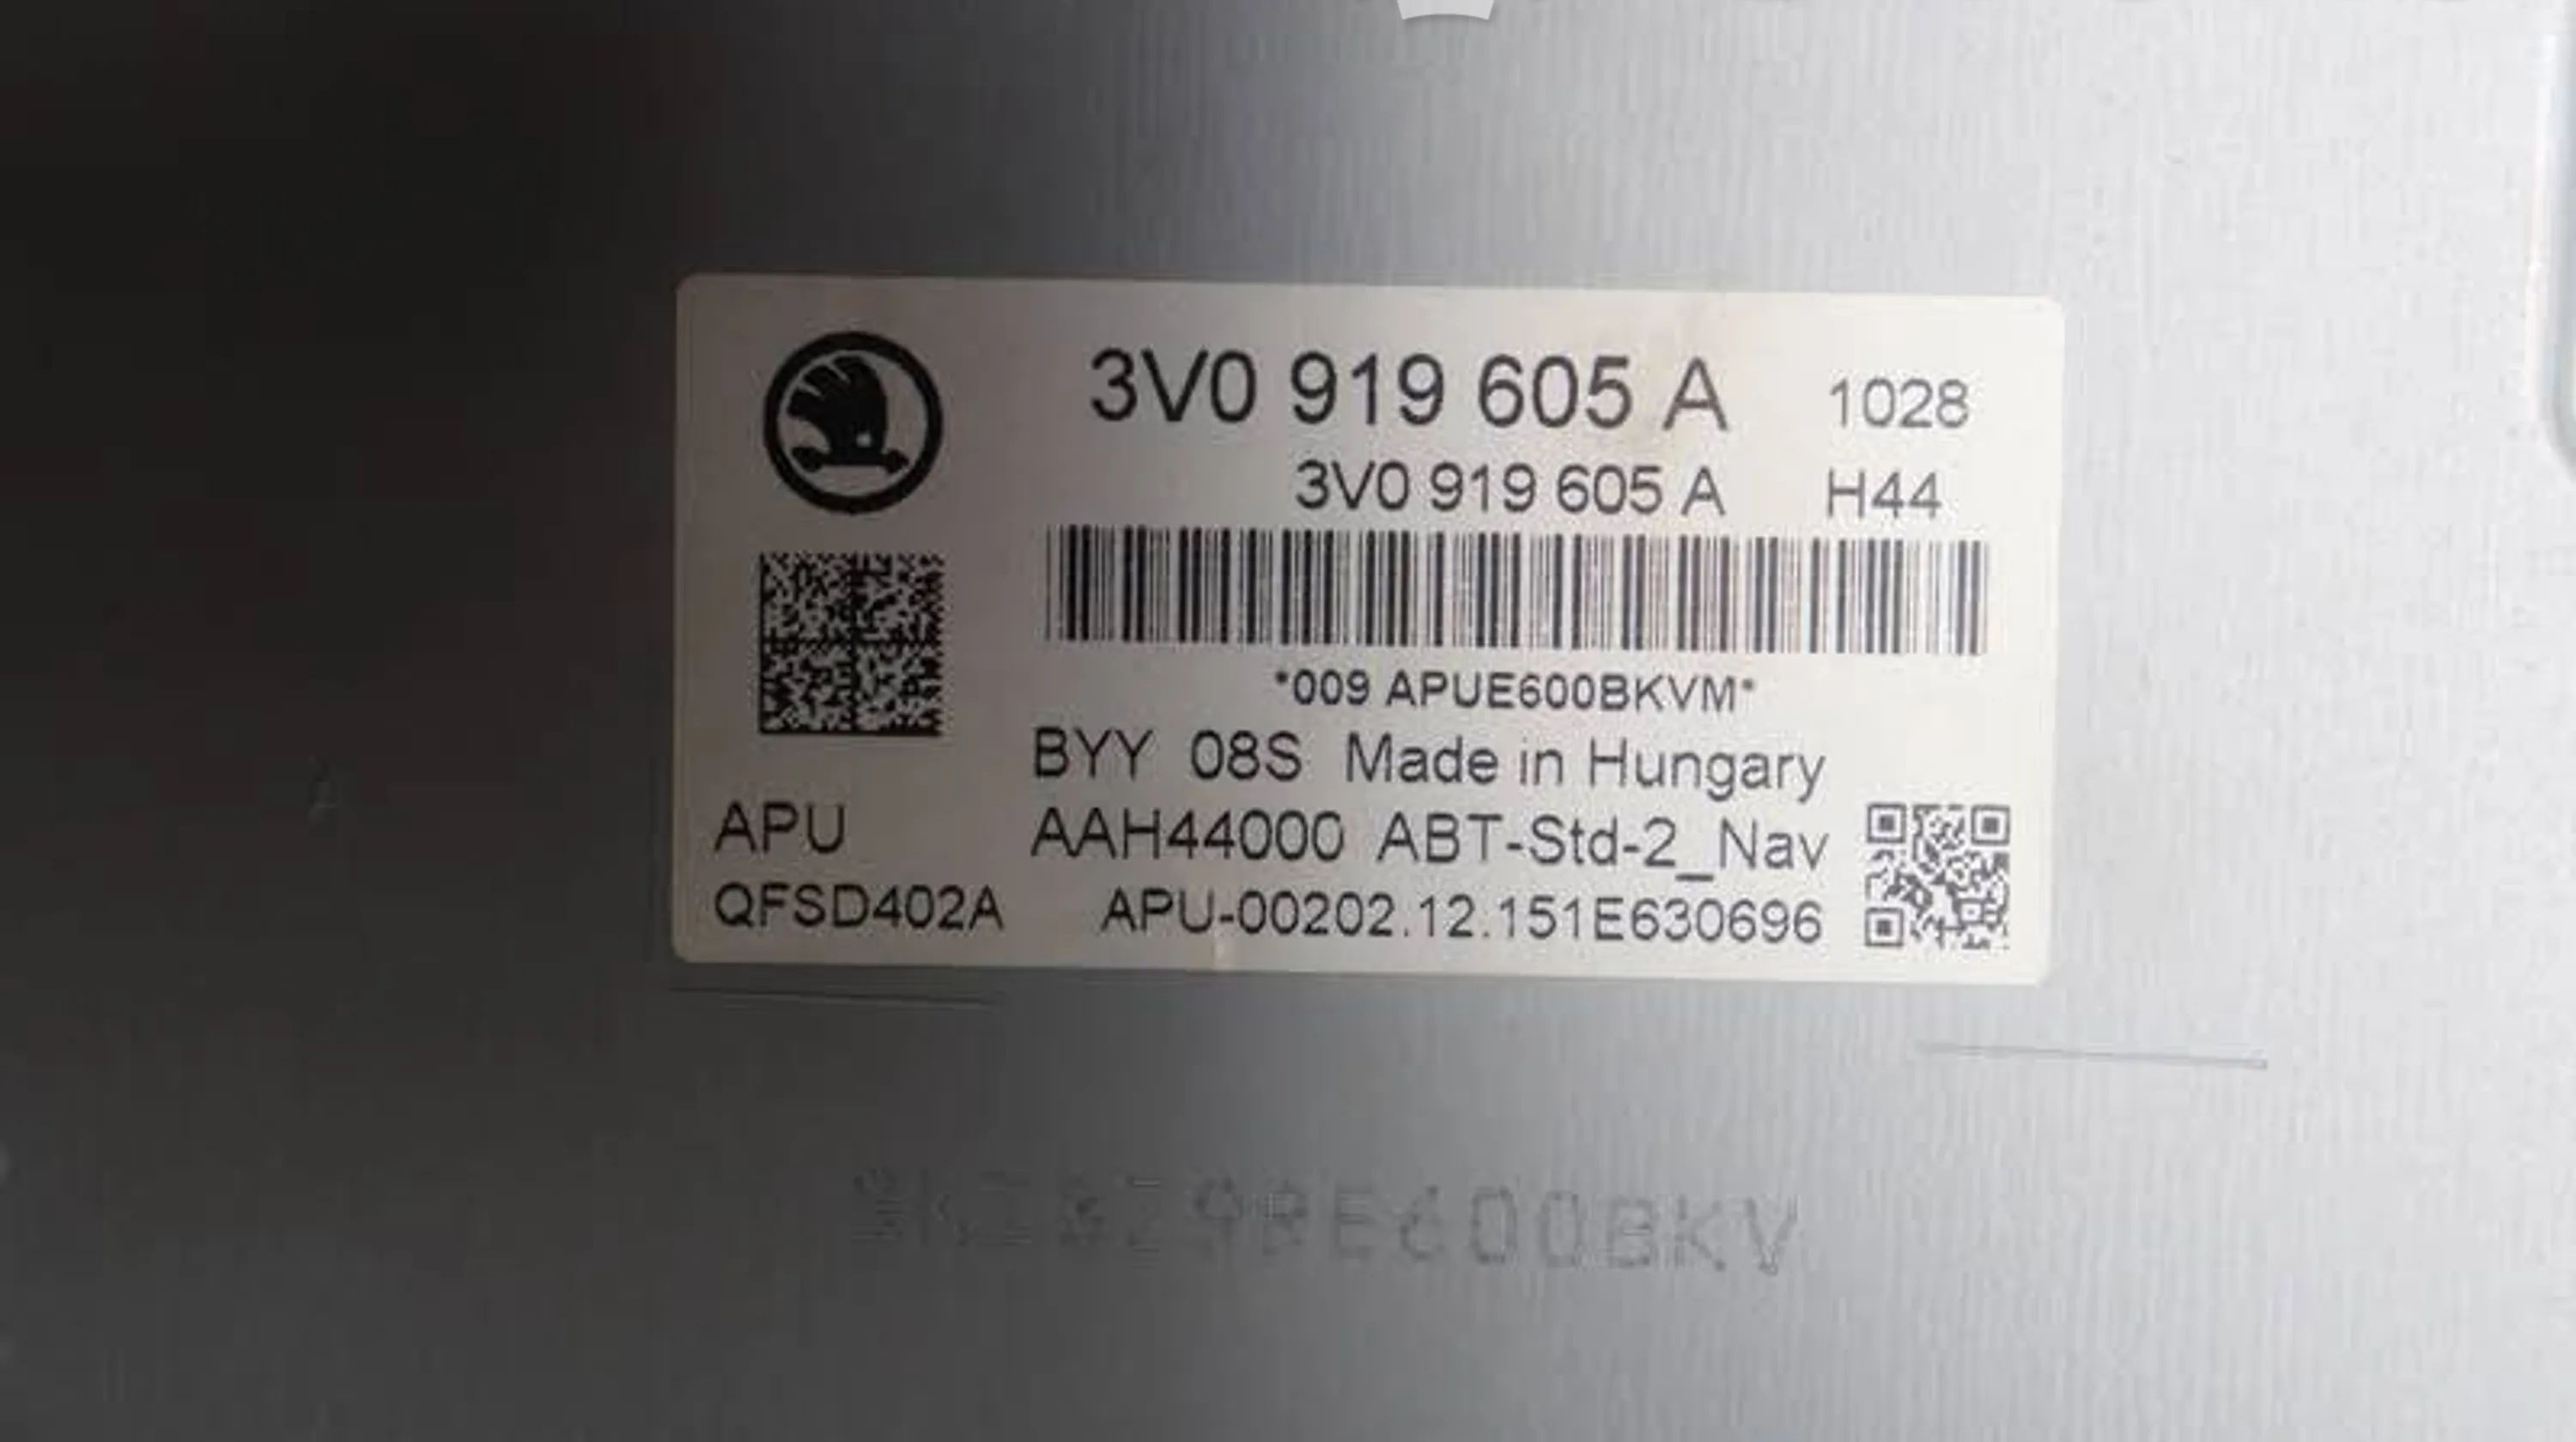 3V0 919 605 A 1028
3V0 919 605 A H44
*009 APUE600BKVM*
BYY 08S Made in Hungary
APU AAH44000 ABT-Std-2_Nav
QFSD402A APU-00202.12.151E630696